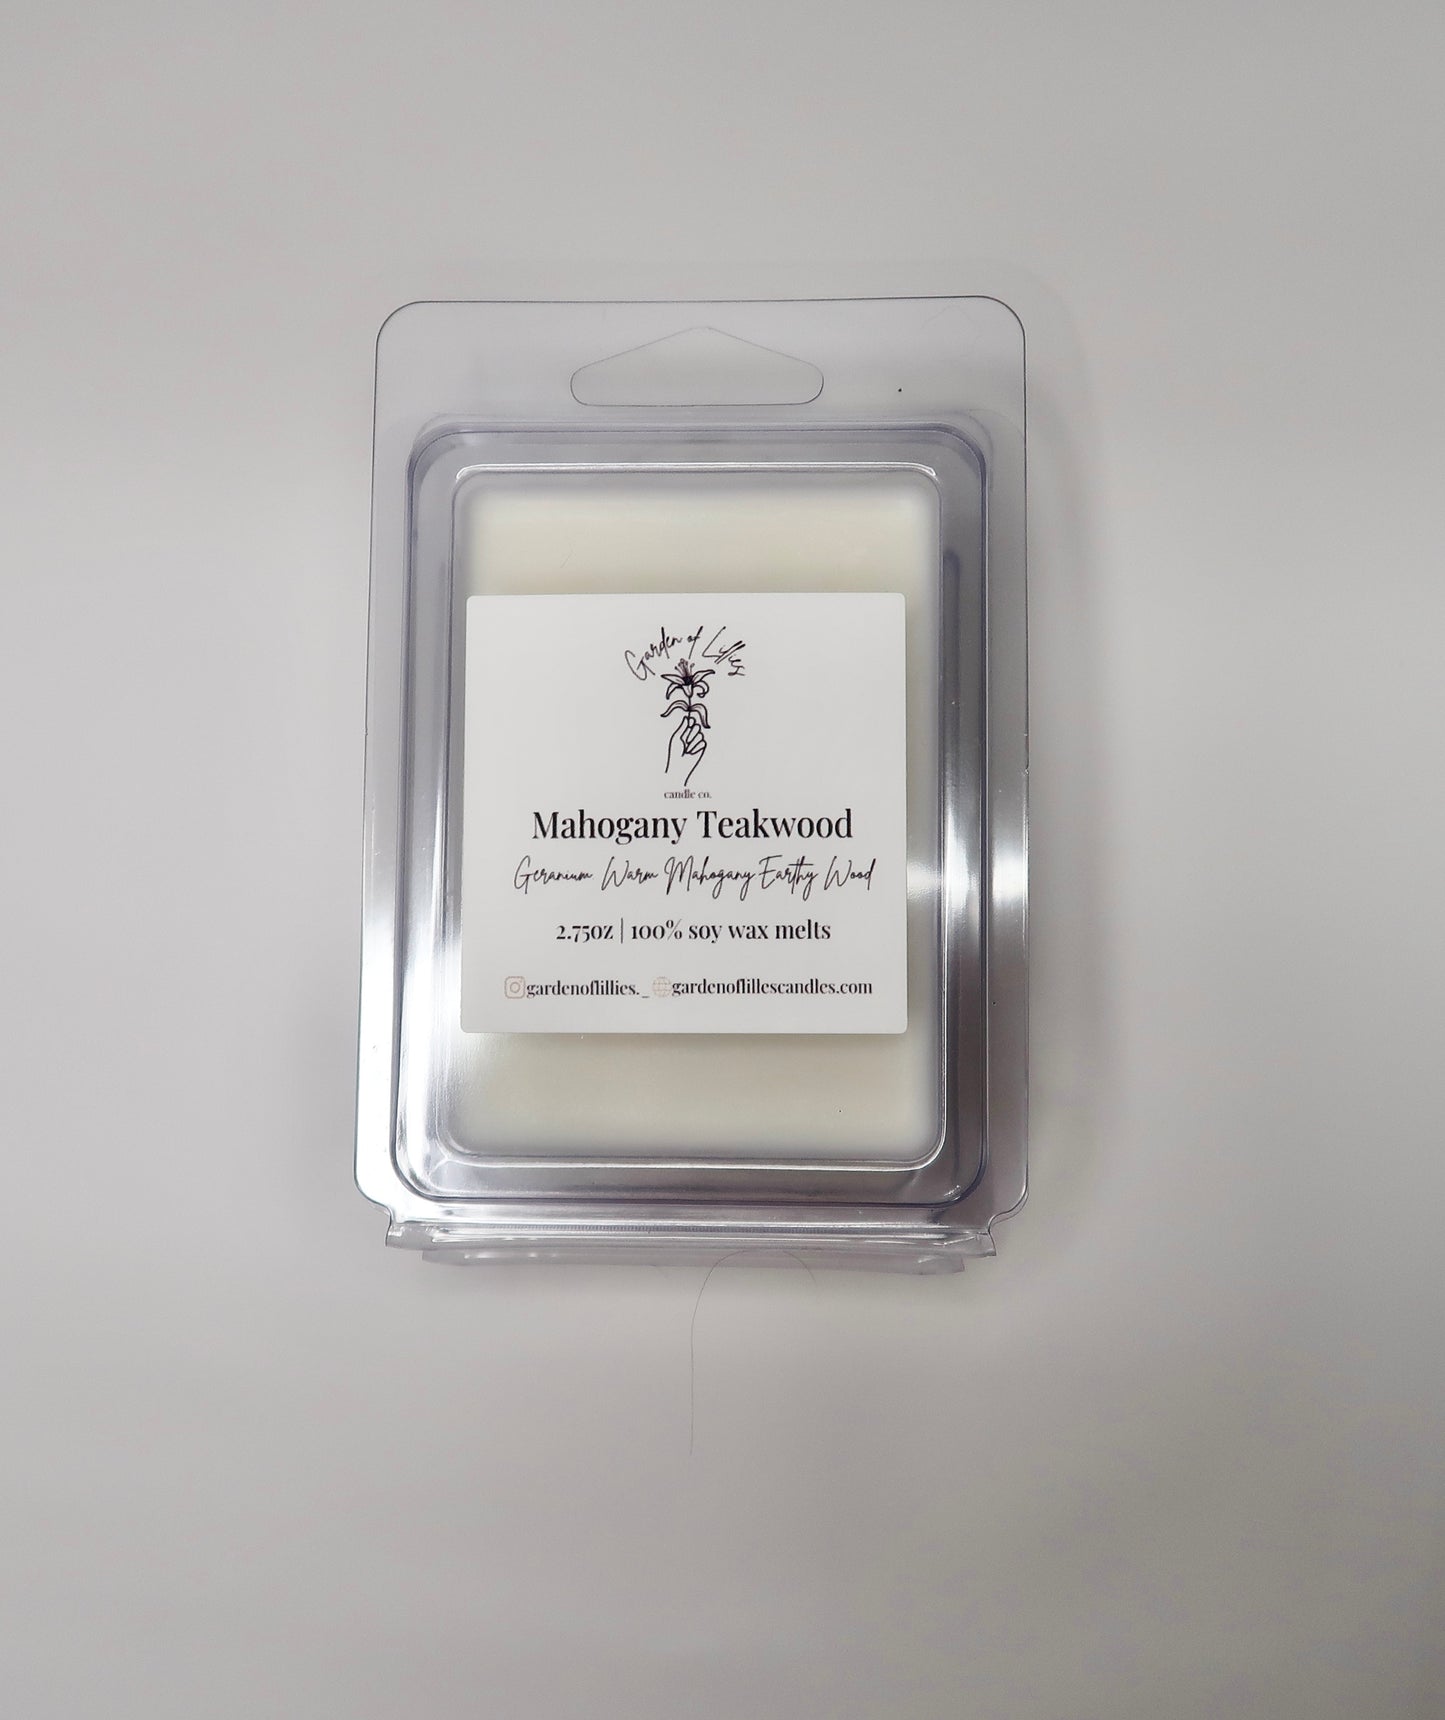 Garden of Lillies
candle co.
Mahogany Teakwood
Geranium Warm Mahogany Earthy Wood
2.75oz | 100% soy wax melts
gardenoflillies._ gardenoflillescandles.com